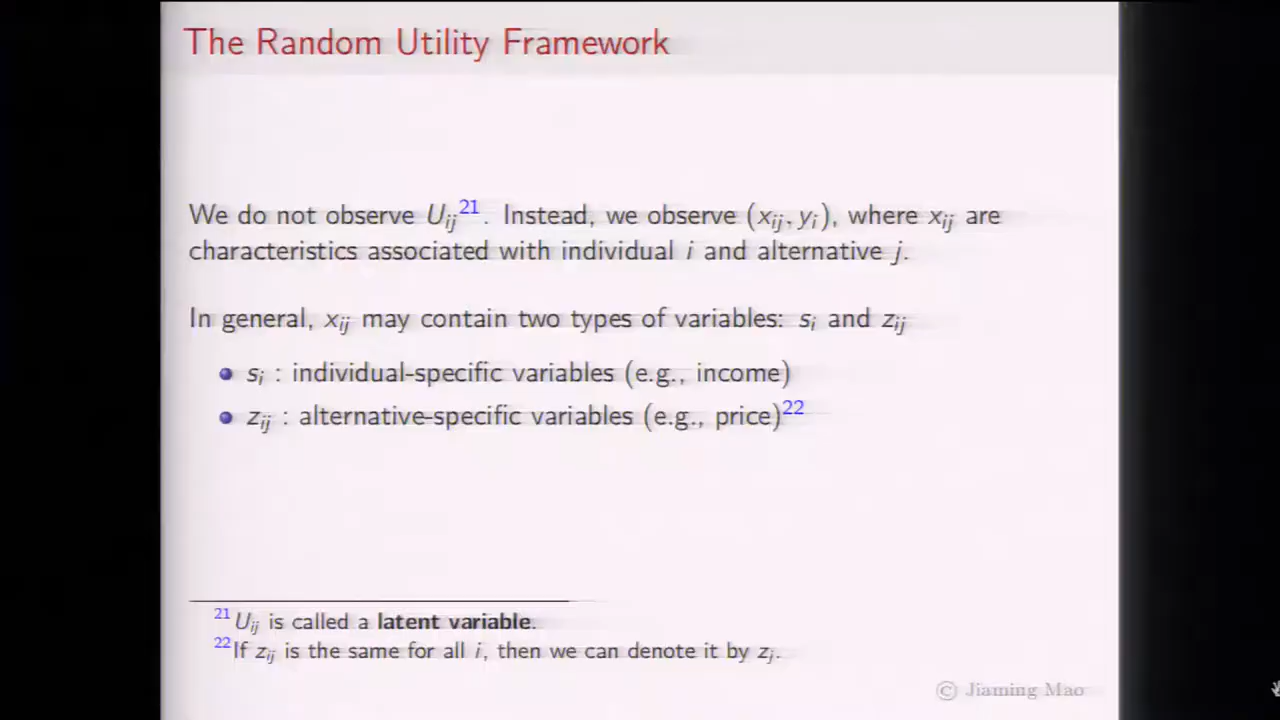 The Random Utility Framework
We do not observe U_ij^21. Instead, we observe (x_ij, y_i), where x_ij are
characteristics associated with individual i and alternative j.
In general, x_ij may contain two types of variables: s_i and z_ij
• s_i : individual-specific variables (e.g., income)
• z_ij : alternative-specific variables (e.g., price)^22
^21 U_ij is called a latent variable.
^22 If z_ij is the same for all i, then we can denote it by z_j.
© Jiaming Mao